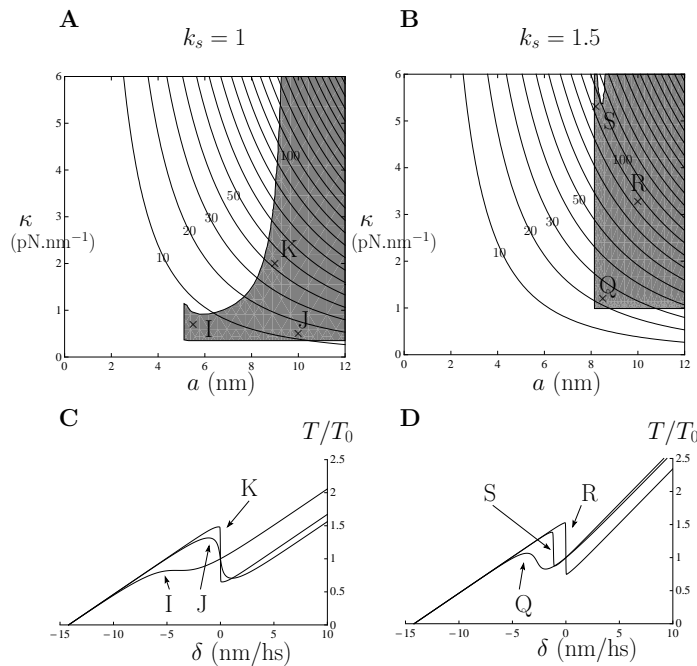 A
B
k_s = 1
k_s = 1.5
6
5
4
3
2
1
0
κ
(pN.nm⁻¹)
10
20
30
50
100
K
I
J
0 2 4 6 8 10 12
a (nm)
6
5
4
3
2
1
0
κ
(pN.nm⁻¹)
10
20
30
50
100
S
R
Q
0 2 4 6 8 10 12
a (nm)
C
D
T/T₀
T/T₀
2.5
2
1.5
1
0.5
0
K
I
J
-15 -10 -5 0 5 10
δ (nm/hs)
2.5
2
1.5
1
0.5
0
S
R
Q
-15 -10 -5 0 5 10
δ (nm/hs)